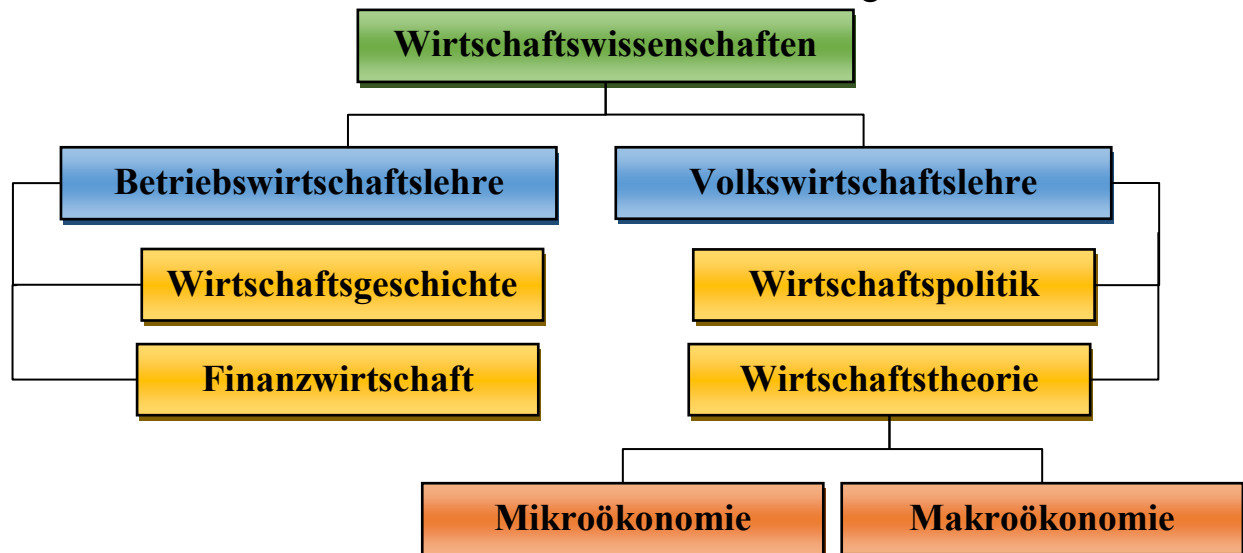 Wirtschaftswissenschaften
Betriebswirtschaftslehre
Volkswirtschaftslehre
Wirtschaftsgeschichte
Wirtschaftspolitik
Finanzwirtschaft
Wirtschaftstheorie
Mikroökonomie
Makroökonomie